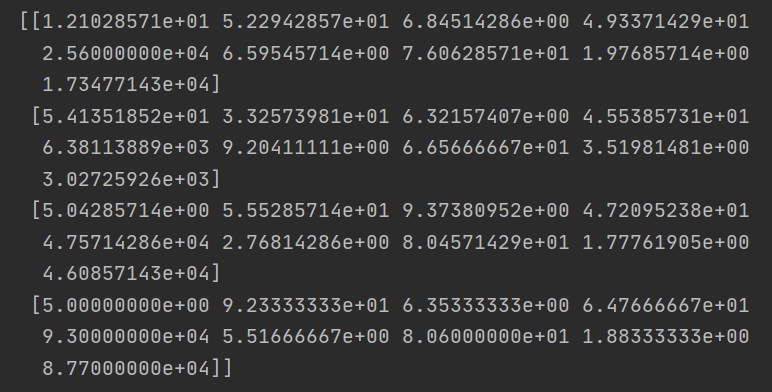 [[1.21028571e+01 5.22942857e+01 6.84514286e+00 4.93371429e+01
2.56000000e+04 6.59545714e+00 7.60628571e+01 1.97685714e+00
1.73477143e+04]
[5.41351852e+01 3.32573981e+01 6.32157407e+00 4.55385731e+01
6.38113889e+03 9.20411111e+00 6.65666667e+01 3.51981481e+00
3.02725926e+03]
[5.04285714e+00 5.55285714e+01 9.37380952e+00 4.72095238e+01
4.75714286e+04 2.76814286e+00 8.04571429e+01 1.77761905e+00
4.60857143e+04]
[5.00000000e+00 9.23333333e+01 6.35333333e+00 6.47666667e+01
9.30000000e+04 5.51666667e+00 8.06000000e+01 1.88333333e+00
8.77000000e+04]]